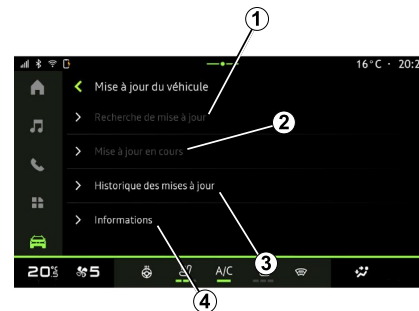 1
16°C · 20:2
Mise à jour du véhicule
Recherche de mise à jour
2
Mise à jour en cours
Historique des mises à jour
Informations
3
20°5 5 A/C
4